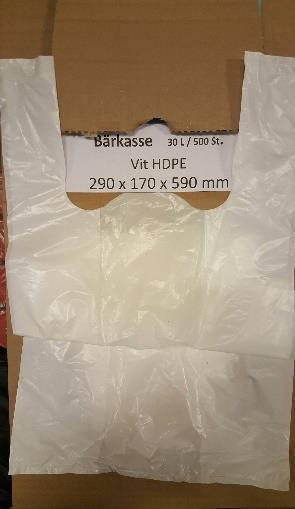 Bärkasse 30 L / 500 St.
Vit HDPE
290 x 170 x 590 mm